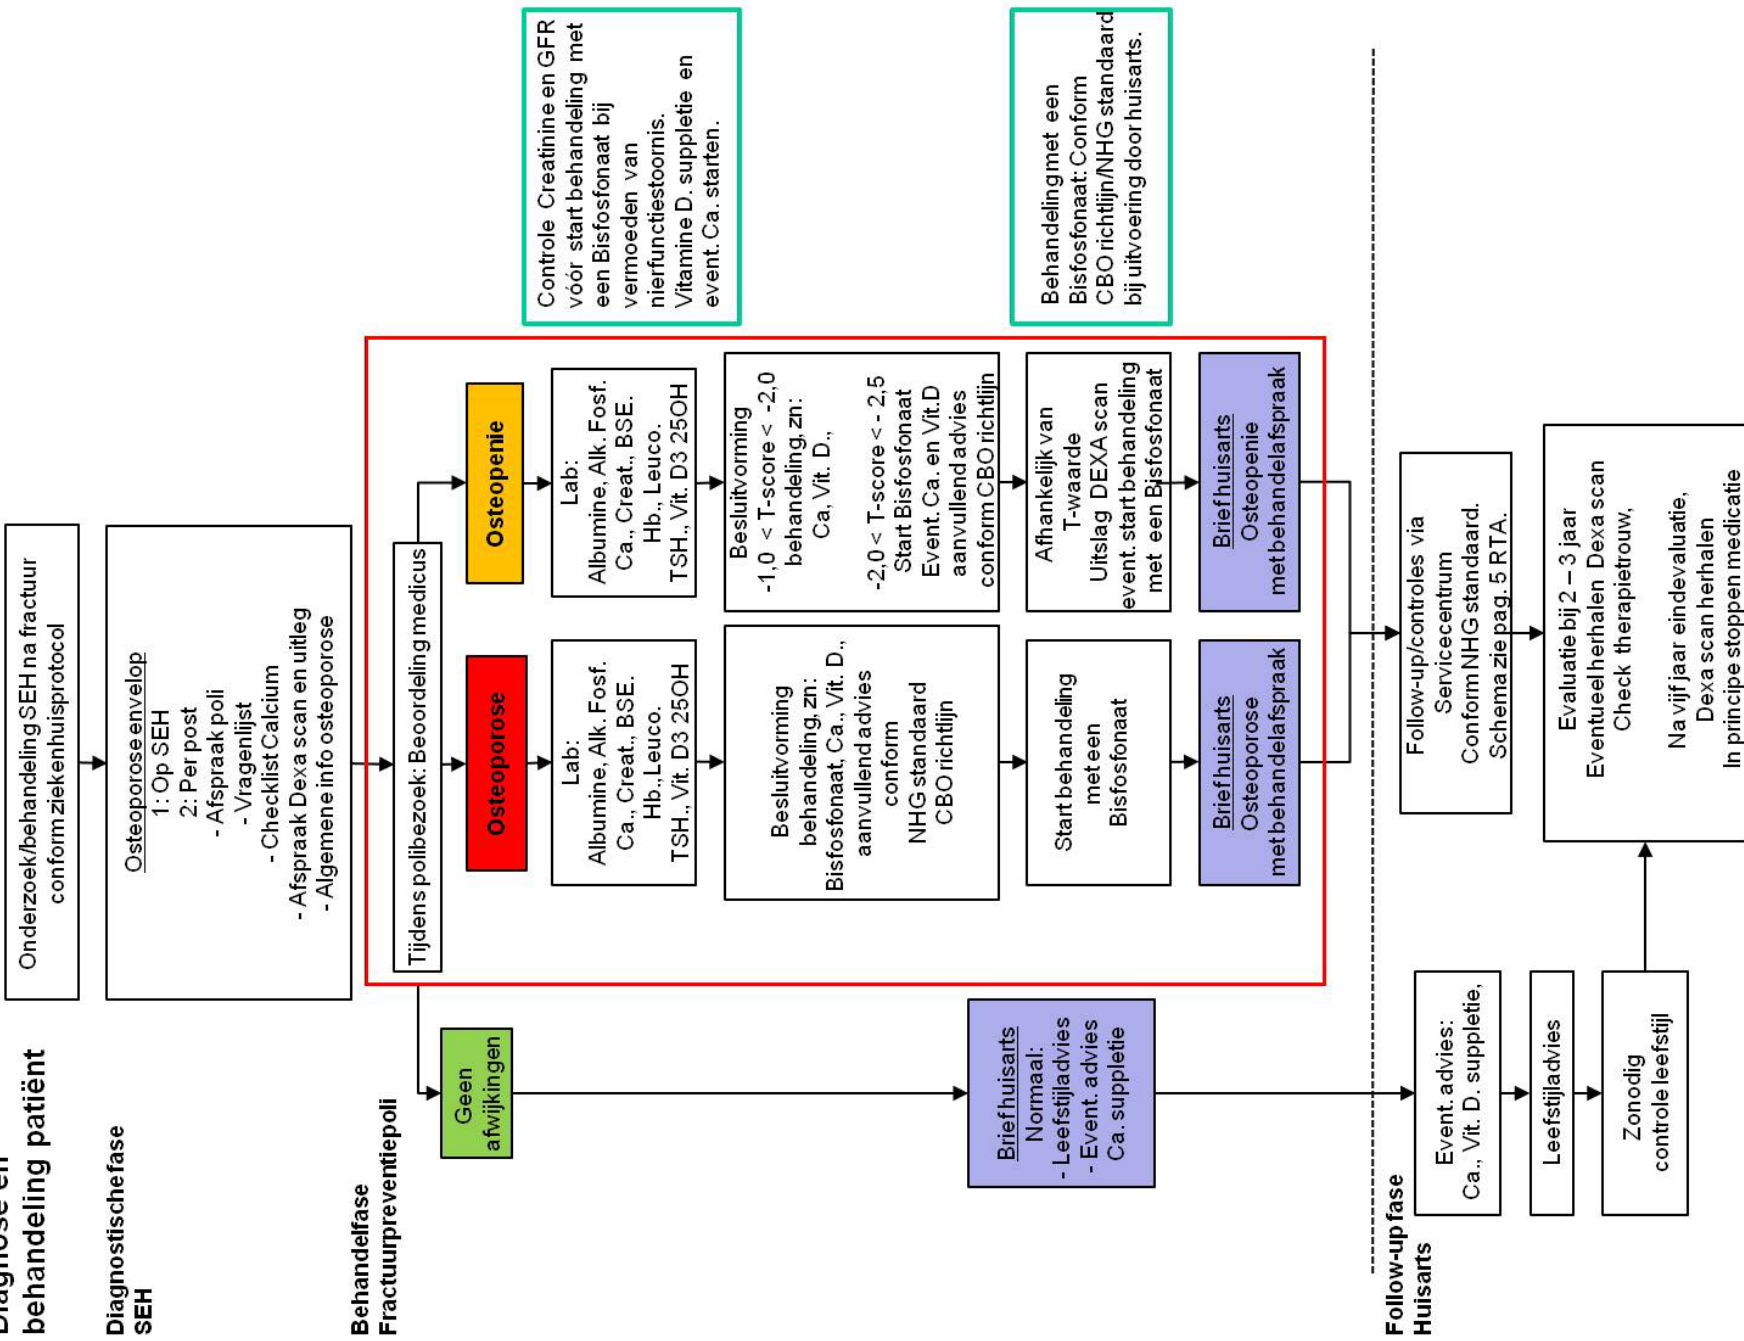 Diagnose en
behandeling patiënt
Diagnostischefase
SEH
Onderzoek/behandeling SEH na fractuur
conform ziekenhuisprotocol
Osteoporose envelop
1: Op SEH
2: Per post
- Afspraak poli
- Vragenlijst
- Checklist Calcium
- Afspraak Dexa scan en uitleg
- Algemene info osteoporose
Behandelfase
Fractuurpreventiepoli
Tijdens polibezoek: Beoordeling medicus
Geen
afwijkingen
Osteoporose
Osteopenie
Controle Creatinine en GFR
vóór start behandeling met
een Bisfosfonaat bij
vermoeden van
nierfunctiestoornis.
Vitamine D. suppletie en
event. Ca. starten.
Lab:
Albumine, Alk. Fosf.
Ca., Creat., BSE.
Hb., Leuco.
TSH., Vit. D3 25OH
Lab:
Albumine, Alk. Fosf.
Ca., Creat., BSE.
Hb., Leuco.
TSH., Vit. D3 25OH
Besluitvorming
behandeling, zn:
Bisfosfonaat, Ca., Vit. D.,
aanvullend advies
conform
NHG standaard
CBO richtlijn
Besluitvorming
-1,0 < T-score < -2,0
behandeling, zn:
Ca, Vit. D.,
-2,0 < T-score < - 2,5
Start Bisfosfonaat
Event. Ca. en Vit.D
aanvullend advies
conform CBO richtlijn
Brief huisarts
Normaal:
- Leefstijladvies
- Event. advies
Ca. suppletie
Start behandeling
met een
Bisfosfonaat
Afhankelijk van
T-waarde
Uitslag DEXA scan
event. start behandeling
met een Bisfosfonaat
Behandeling met een
Bisfosfonaat: Conform
CBO richtlijn/NHG standaard
bij uitvoering door huisarts.
Brief huisarts
Osteoporose
met behandelafspraak
Brief huisarts
Osteopenie
met behandelafspraak
Follow-up fase
Huisarts
Event. advies:
Ca., Vit. D. suppletie,
Leefstijladvies
Zonodig
controle leefstijl
Follow-up/controles via
Servicecentrum
Conform NHG standaard.
Schema zie pag. 5 RTA.
Evaluatie bij 2 – 3 jaar
Eventueel herhalen Dexa scan
Check therapietrouw,
Na vijf jaar eindevaluatie,
Dexa scan herhalen
In principe stoppen medicatie